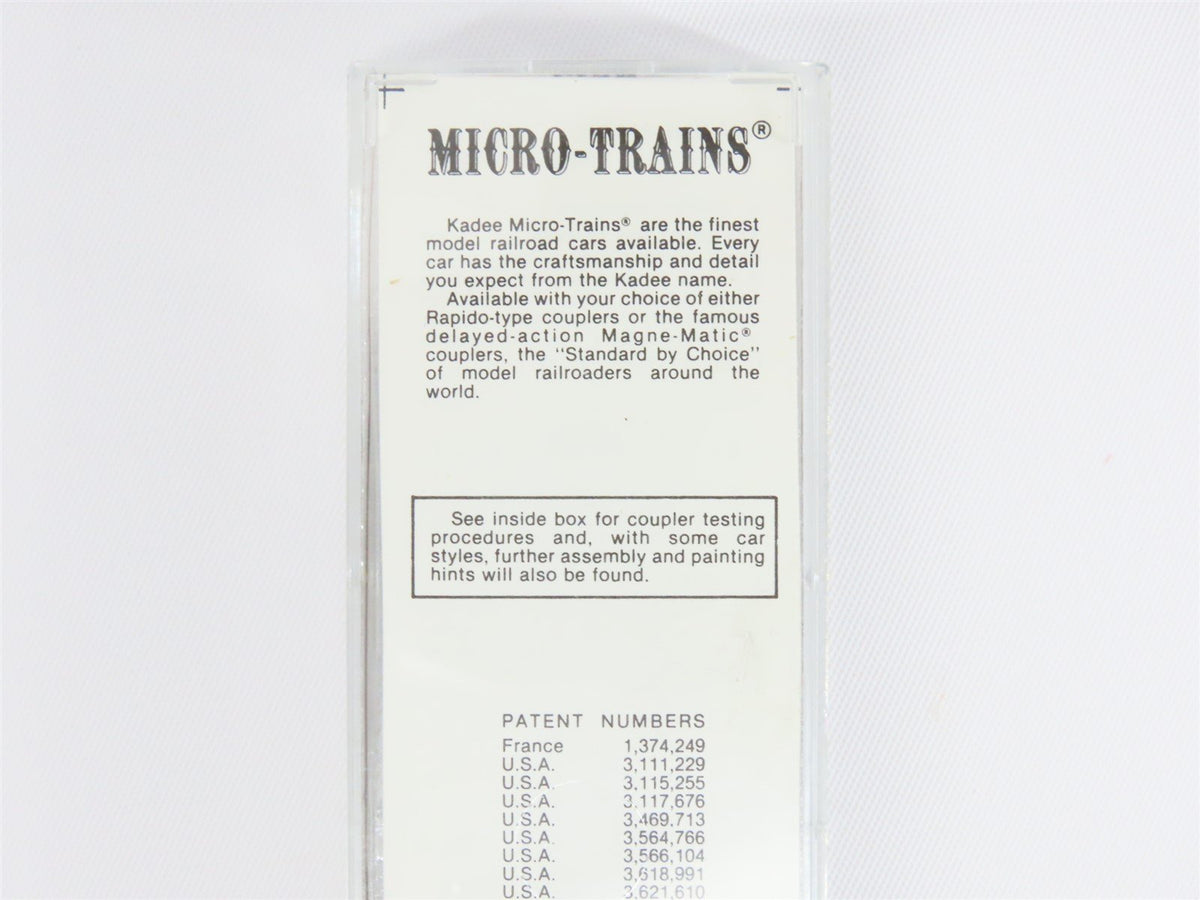 MICRO-TRAINS®
Kadee Micro-Trains® are the finest
model railroad cars available. Every
car has the craftsmanship and detail
you expect from the Kadee name.
Available with your choice of either
Rapido-type couplers or the famous
delayed-action Magne-Matic®
couplers, the "Standard by Choice"
of model railroaders around the
world.
See inside box for coupler testing
procedures and, with some car
styles, further assembly and painting
hints will also be found.
PATENT NUMBERS
France 1,374,249
U.S.A. 3,111,229
U.S.A. 3,115,255
U.S.A. 3,117,676
U.S.A. 3,469,713
U.S.A. 3,564,766
U.S.A. 3,566,104
U.S.A. 3,618,991
U.S.A. 3,621,610